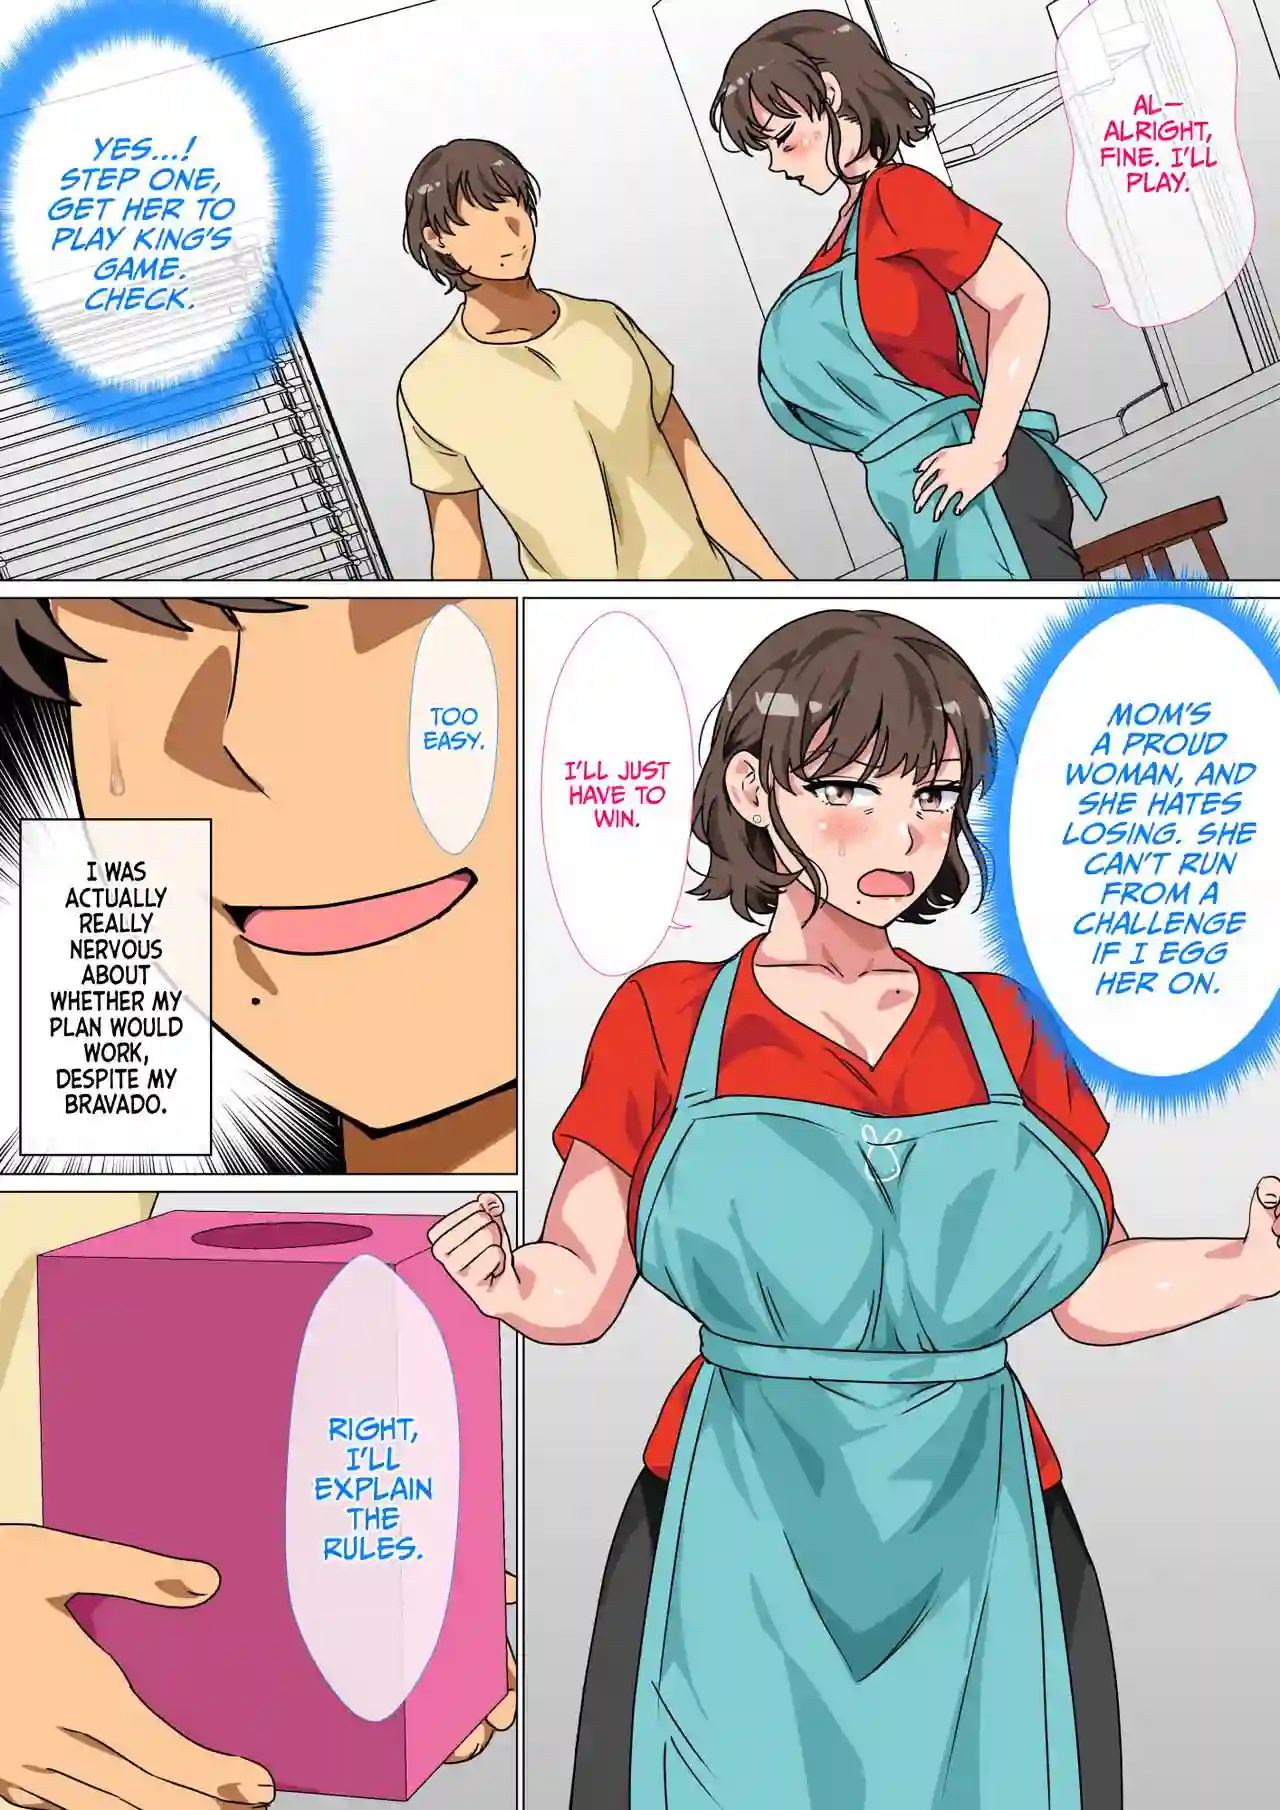 YES...!
STEP ONE,
GET HER TO
PLAY KING'S
GAME.
CHECK.
AL—
ALRIGHT,
FINE. I'LL
PLAY.
TOO
EASY.
I WAS
ACTUALLY
REALLY
NERVOUS
ABOUT
WHETHER MY
PLAN WOULD
WORK,
DESPITE MY
BRAVADO.
I'LL JUST
HAVE TO
WIN.
MOM'S
A PROUD
WOMAN, AND
SHE HATES
LOSING. SHE
CAN'T RUN
FROM A
CHALLENGE
IF I EGG
HER ON.
RIGHT,
I'LL
EXPLAIN
THE
RULES.